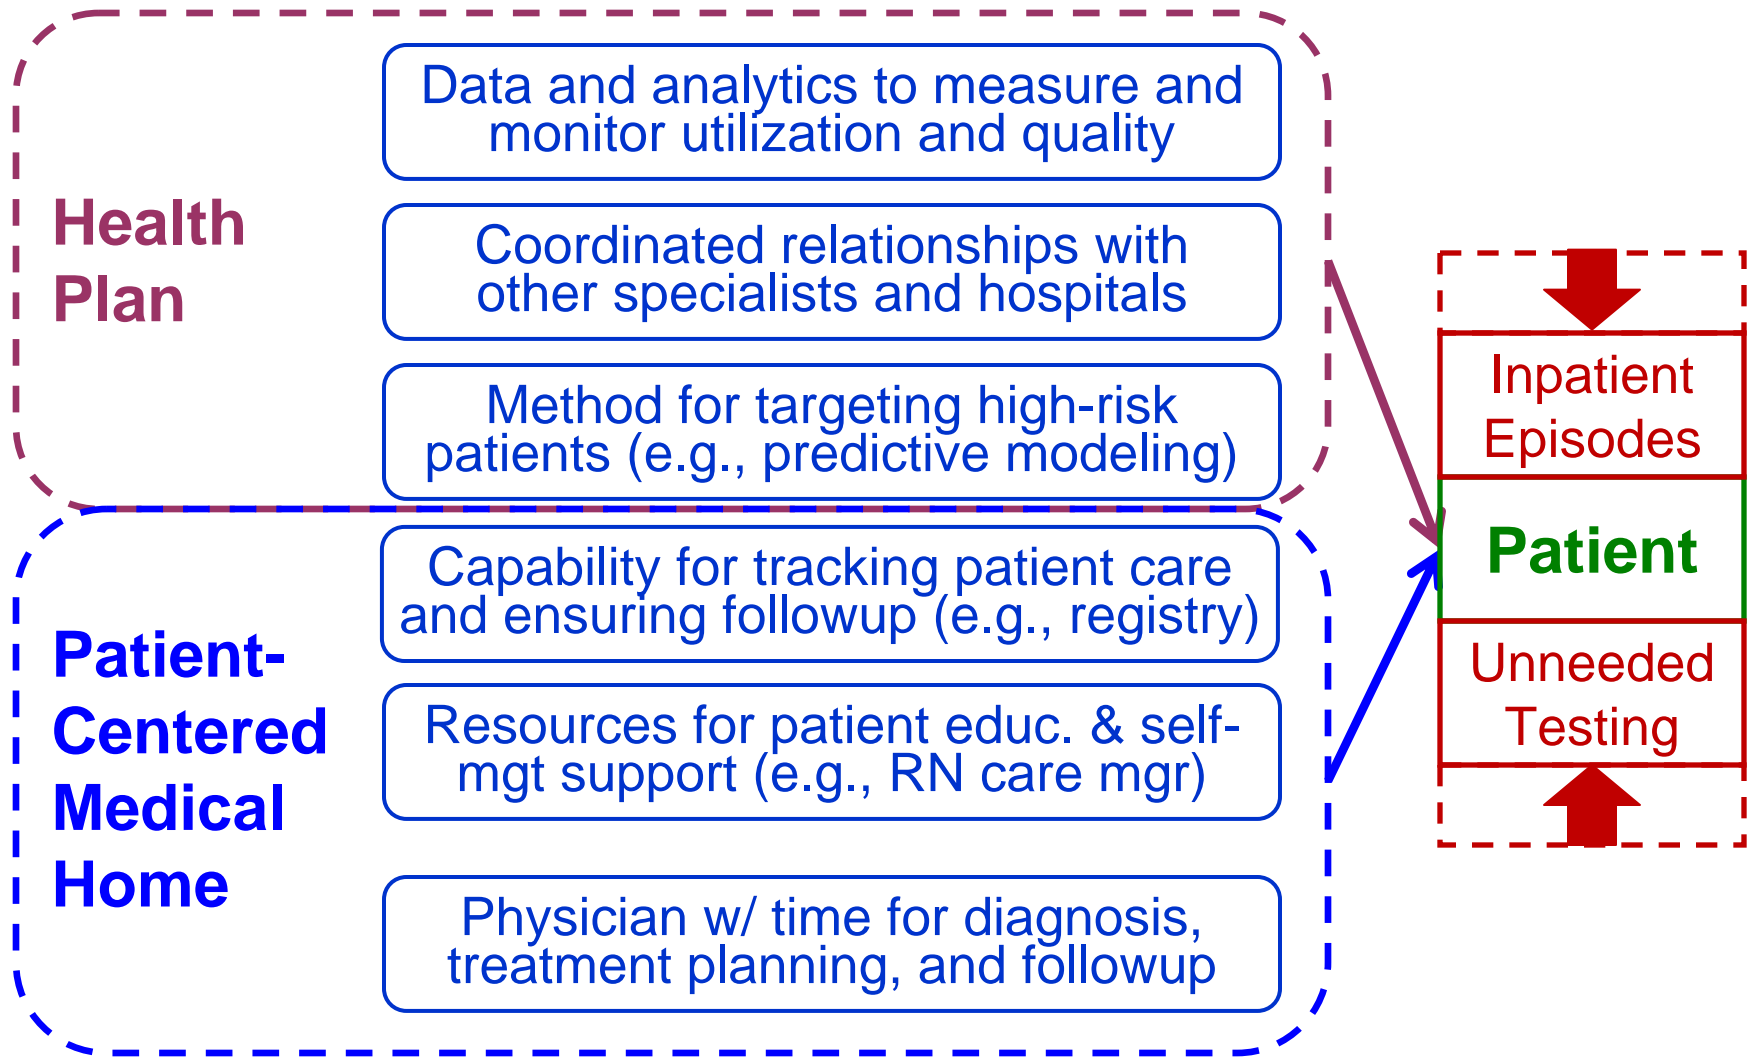 Health
Plan
Data and analytics to measure and
monitor utilization and quality
Coordinated relationships with
other specialists and hospitals
Method for targeting high-risk
patients (e.g., predictive modeling)
Patient-
Centered
Medical
Home
Capability for tracking patient care
and ensuring followup (e.g., registry)
Resources for patient educ. & self-
mgt support (e.g., RN care mgr)
Physician w/ time for diagnosis,
treatment planning, and followup
Inpatient
Episodes
Patient
Unneeded
Testing